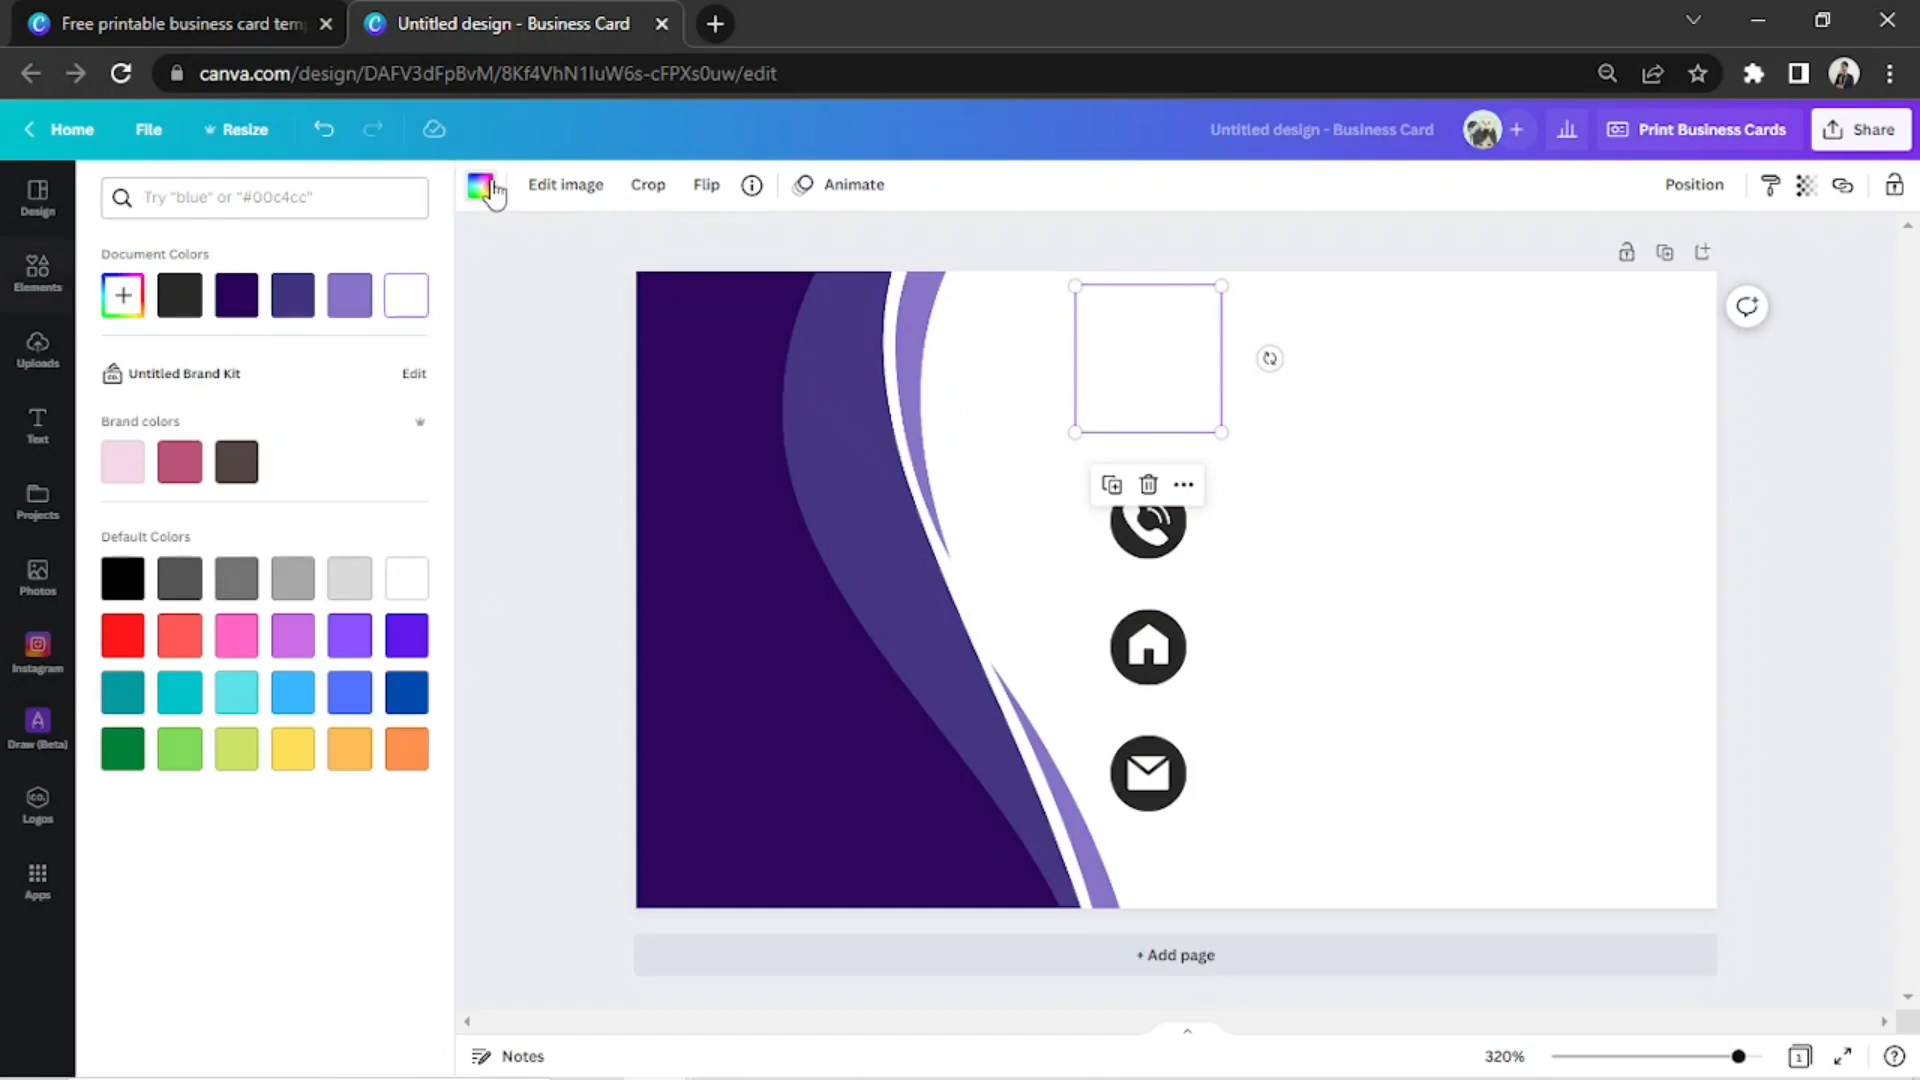 Free printable business card tem
Untitled design - Business Card
canva.com/design/DAFV3dFpBvM/8Kf4VhN1IuW6s-cFPXs0uw/edit
Home
File
Resize
Untitled design - Business Card
Print Business Cards
Share
Try "blue" or "#00c4cc"
Edit image
Crop
Flip
Animate
Position
Design
Elements
Uploads
Text
Projects
Photos
Instagram
Draw (Beta)
CO.
Logos
Apps
Document Colors
Untitled Brand Kit
Edit
Brand colors
Default Colors
+ Add page
Notes
320%
1